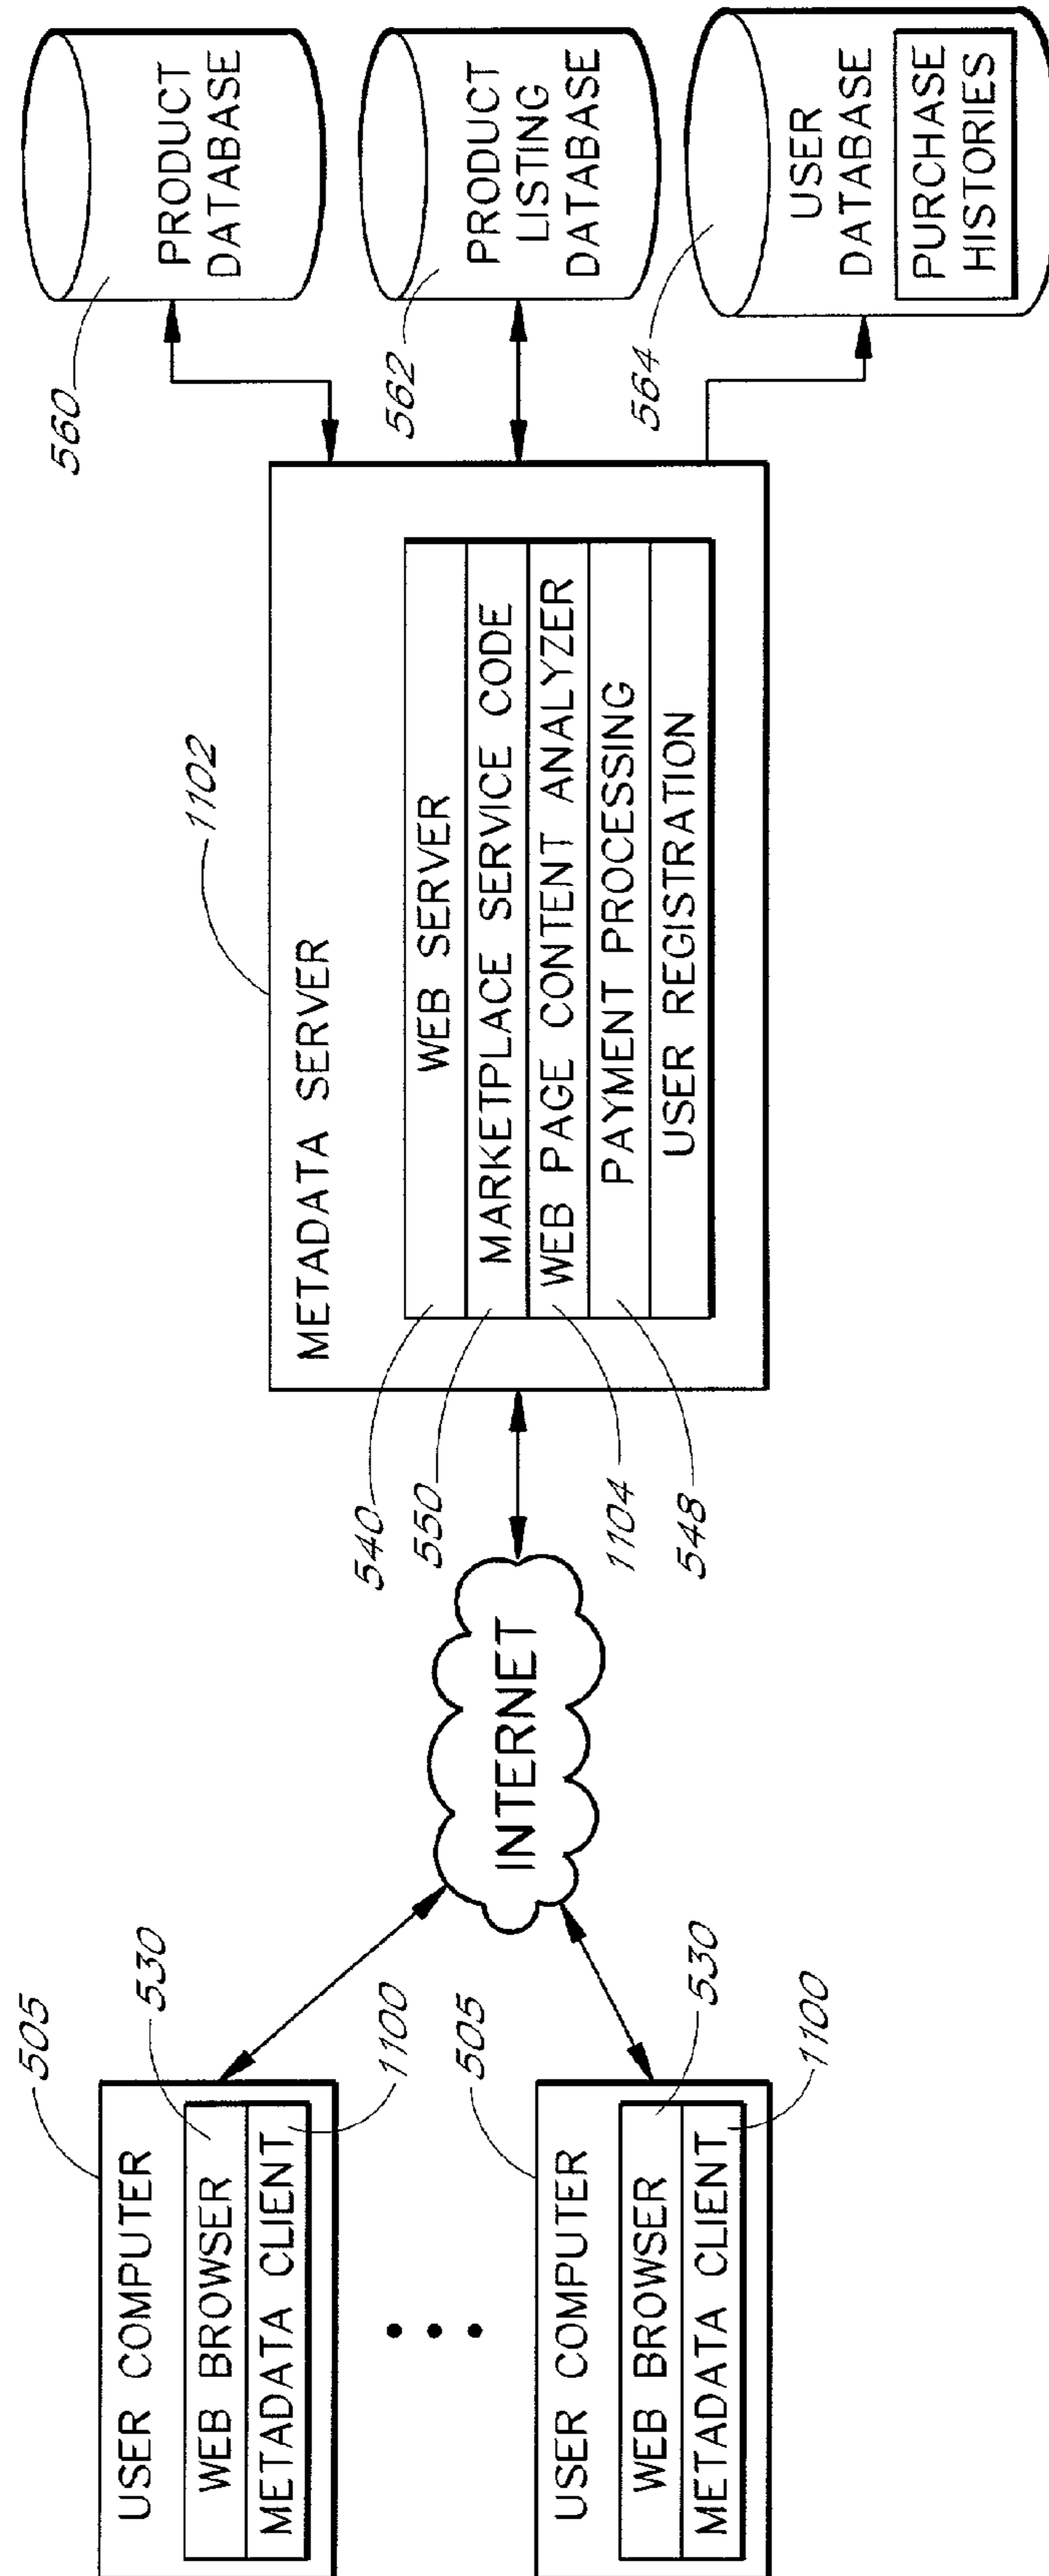 505
USER COMPUTER
530
WEB BROWSER
METADATA CLIENT
1100
505
USER COMPUTER
530
WEB BROWSER
METADATA CLIENT
1100
INTERNET
1102
METADATA SERVER
540
WEB SERVER
550
MARKETPLACE SERVICE CODE
1104
WEB PAGE CONTENT ANALYZER
548
PAYMENT PROCESSING
USER REGISTRATION
560
PRODUCT
DATABASE
562
PRODUCT
LISTING
DATABASE
564
USER
DATABASE
PURCHASE
HISTORIES